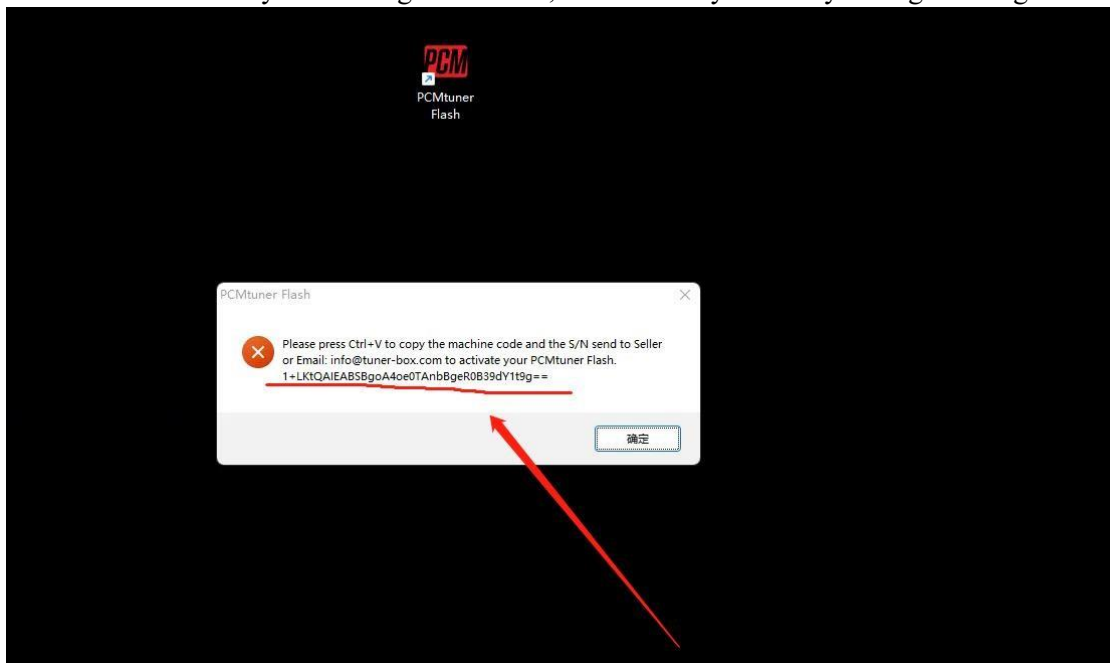 PCM
PCMtuner
Flash
PCMtuner Flash
Please press Ctrl+V to copy the machine code and the S/N send to Seller
or Email: info@tuner-box.com to activate your PCMtuner Flash.
1+LKtQAIEABSBgoA4oe0TAnbBgeR0B39dY1t9g==
确定